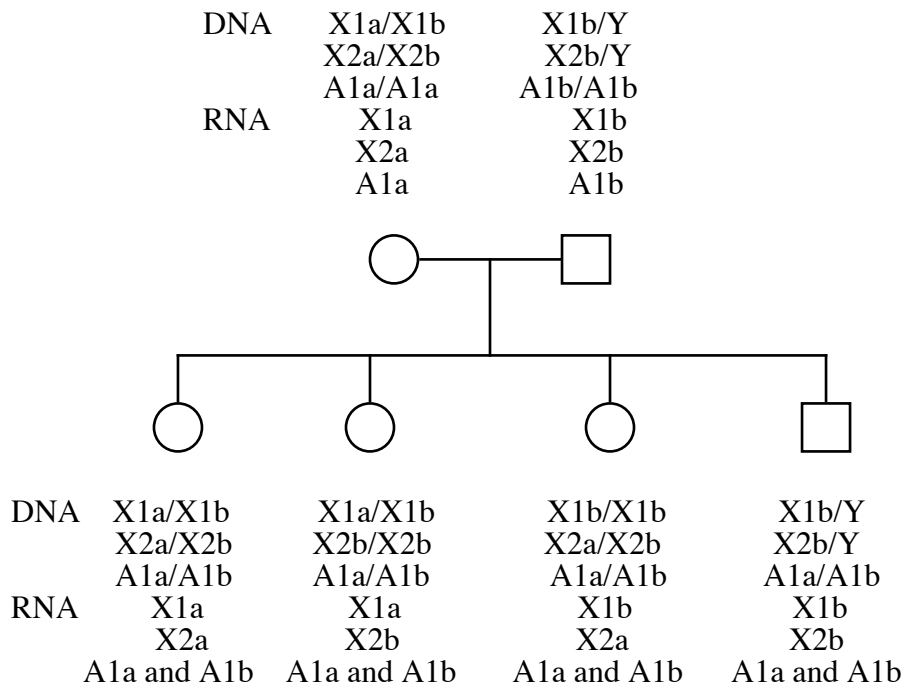 DNA X1a/X1b X1b/Y
X2a/X2b X2b/Y
A1a/A1a A1b/A1b
RNA X1a X1b
X2a X2b
A1a A1b
DNA X1a/X1b X1a/X1b X1b/X1b X1b/Y
X2a/X2b X2b/X2b X2a/X2b X2b/Y
A1a/A1b A1a/A1b A1a/A1b A1a/A1b
RNA X1a X1a X1b X1b
X2a X2b X2a X2b
A1a and A1b A1a and A1b A1a and A1b A1a and A1b